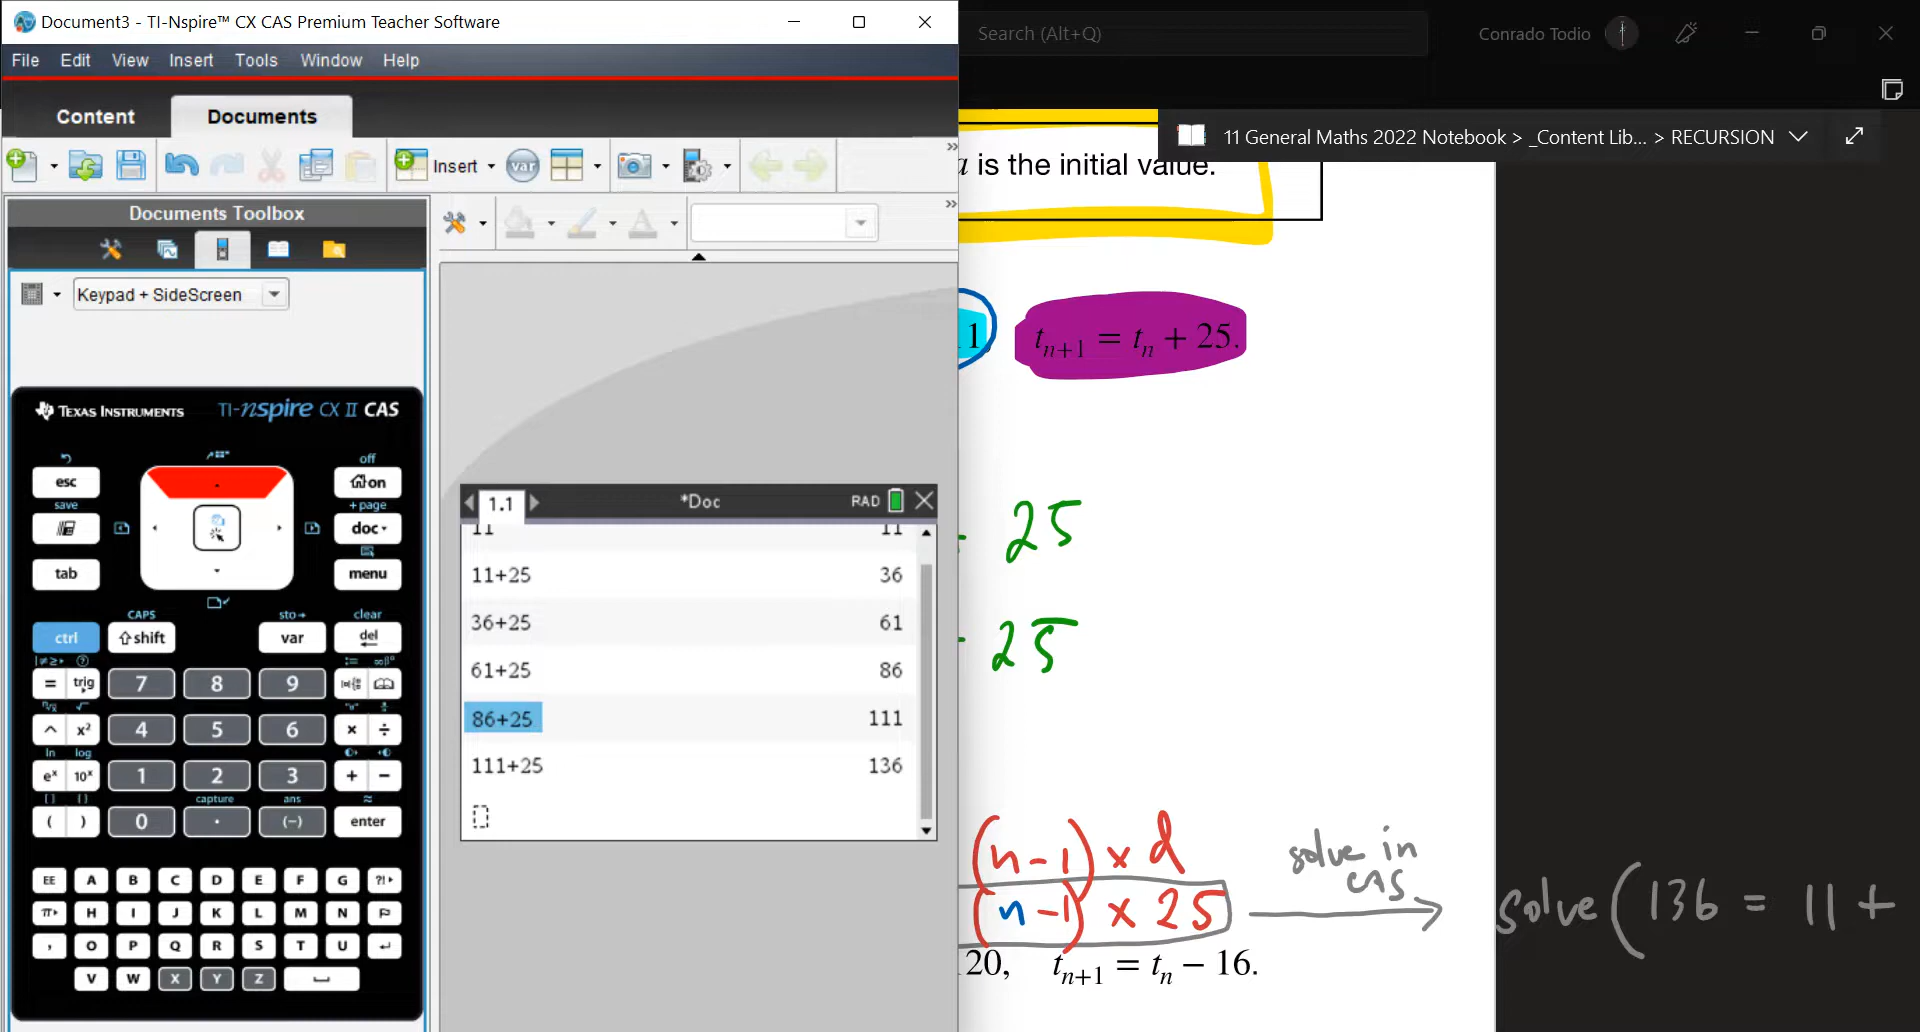 Document3 - TI-Nspire™ CX CAS Premium Teacher Software
File Edit View Insert Tools Window Help
Content Documents
Insert var
Documents Toolbox
Keypad + SideScreen
TEXAS INSTRUMENTS TI-nspire CX II CAS
off
esc on
save +page
doc
tab menu
CAPS sto→ clear
ctrl shift var del
= trig 7 8 9
^ x² 4 5 6 × ÷
ln log
eˣ 10ˣ 1 2 3 + −
[ ] { } capture ans ≈
( ) 0 . (−) enter
EE A B C D E F G ?!▸
π▸ H I J K L M N
, O P Q R S T U ↵
V W X Y Z
1.1 *Doc RAD
11 11
11+25 36
36+25 61
61+25 86
86+25 111
111+25 136
Search (Alt+Q) Conrado Todio
11 General Maths 2022 Notebook > _Content Lib... > RECURSION
a is the initial value.
11 tₙ₊₁ = tₙ + 25.
25
25
(n-1) × d
(n-1) × 25
solve in
CAS
solve(136 = 11 +
20, tₙ₊₁ = tₙ − 16.